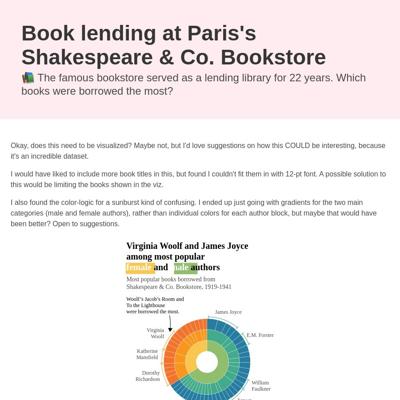 Book lending at Paris's
Shakespeare & Co. Bookstore
The famous bookstore served as a lending library for 22 years. Which
books were borrowed the most?
Okay, does this need to be visualized? Maybe not, but I'd love suggestions on how this COULD be interesting, because
it's an incredible dataset.
I would have liked to include more book titles in this, but found I couldn't fit them in with 12-pt font. A possible solution to
this would be limiting the books shown in the viz.
I also found the color-logic for a sunburst kind of confusing. I ended up just going with gradients for the two main
categories (male and female authors), rather than individual colors for each author block, but maybe that would have
been better? Open to suggestions.
Virginia Woolf and James Joyce
among most popular
female and male authors
Most popular books borrowed from
Shakespeare & Co. Bookstore, 1919-1941
Woolf's Jacob's Room and
To the Lighthouse
were borrowed the most.
James Joyce
Virginia
Woolf
E.M. Forster
Katherine
Mansfield
Dorothy
Richardson
William
Faulkner